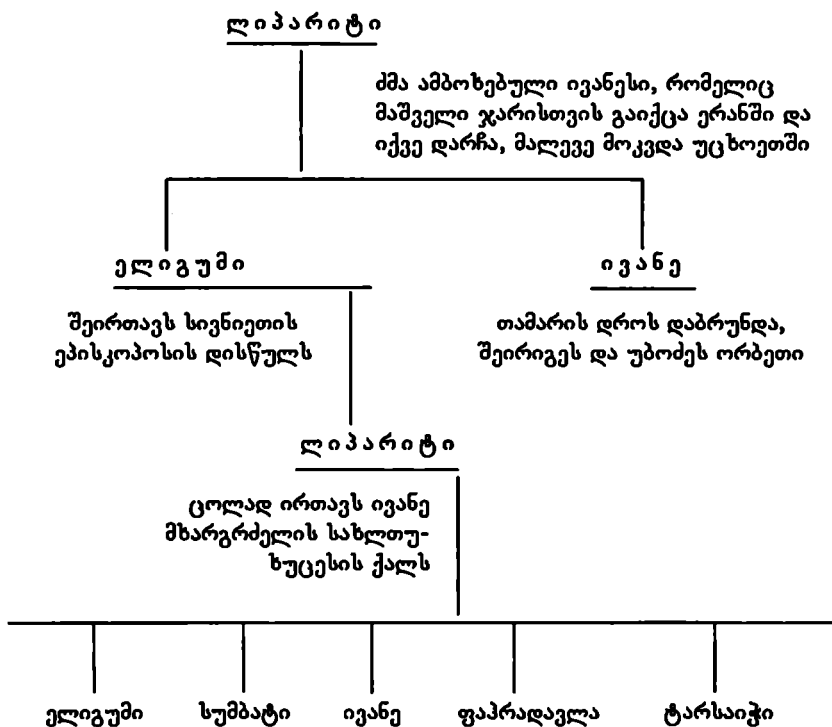 ლიპარიტი
ძმა ამბოხებული ივანესი, რომელიც
მაშველი ჯარისთვის გაიქცა ერანში და
იქვე დარჩა, მალევე მოკვდა უცხოეთში
ელიგუმი
ივანე
შეირთავს სივნიეთის
ეპისკოპოსის დისწულს
თამარის დროს დაბრუნდა,
შეირიგეს და უბოძეს ორბეთი
ლიპარიტი
ცოლად ირთავს ივანე
მხარგრძელის სახლთუ-
ხუცესის ქალს
ელიგუმი
სუმბატი
ივანე
ფაჰრადავლა
ტარსაიჭი